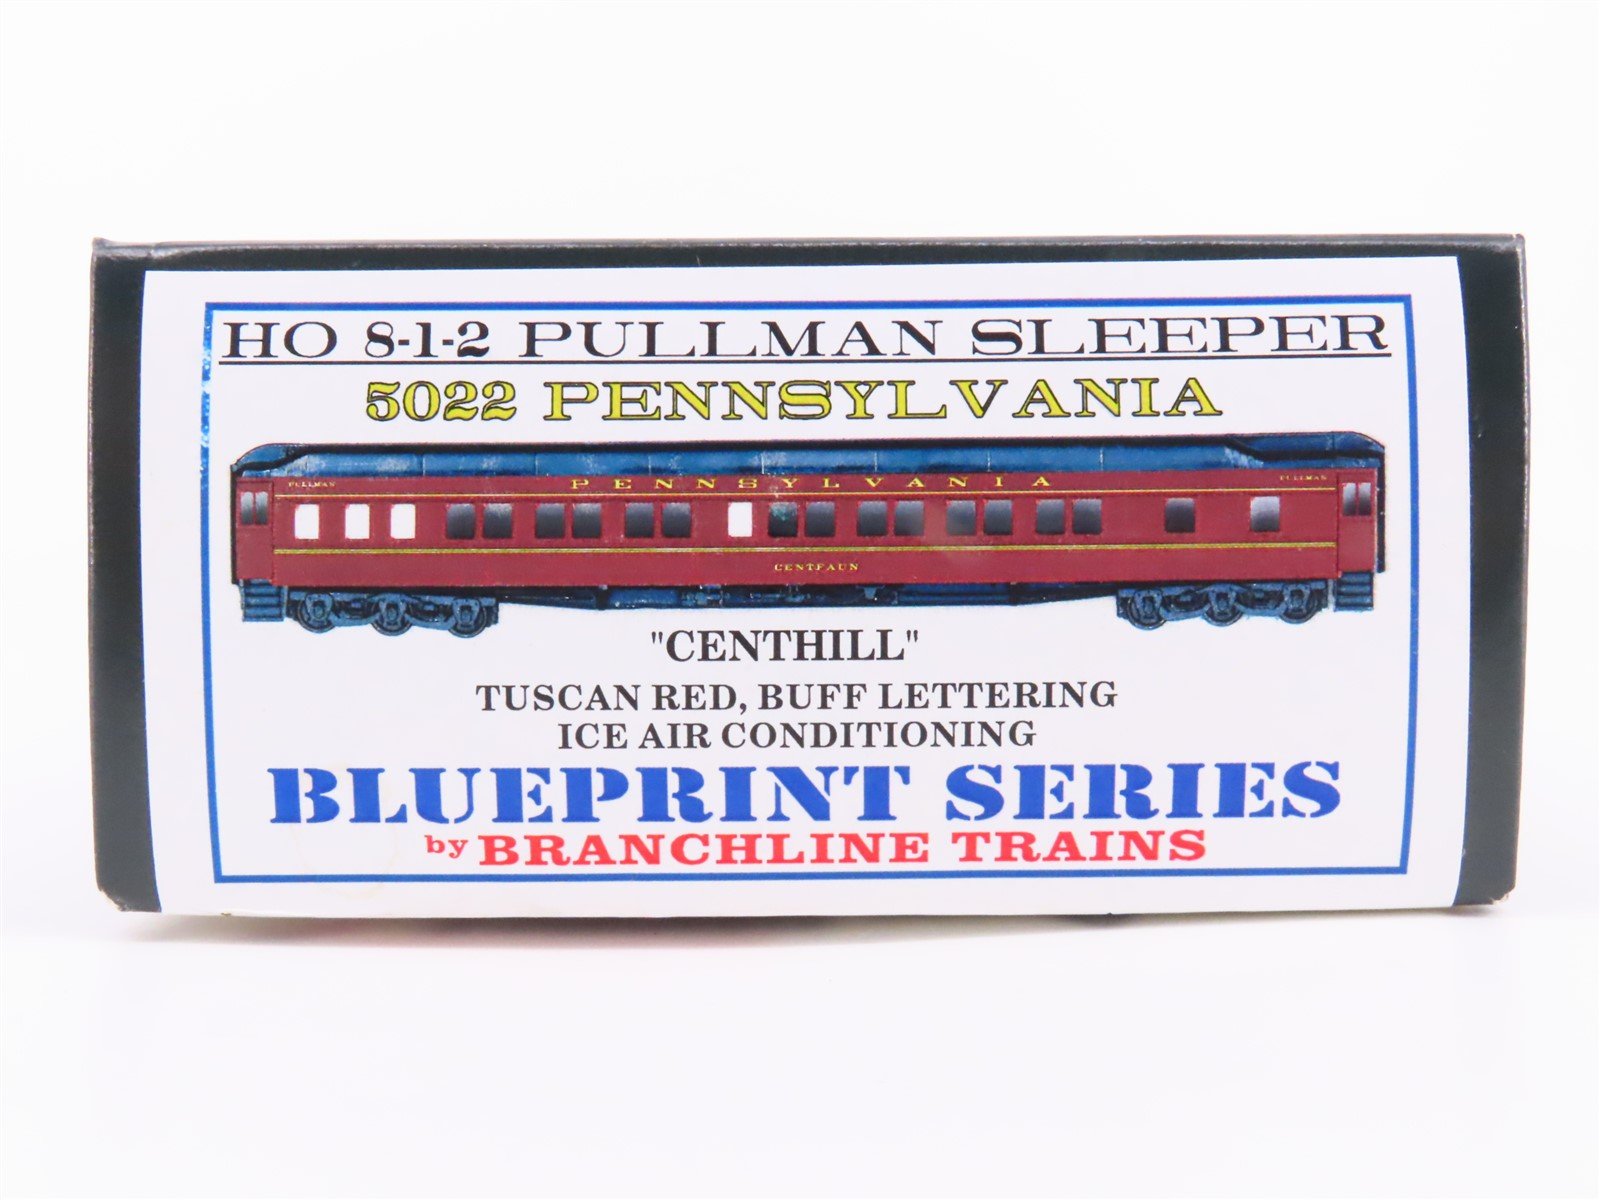 HO 8-1-2 PULLMAN SLEEPER
5022 PENNSYLVANIA
PULLMAN PENNSYLVANIA PULLMAN
CENTFAUN
"CENTHILL"
TUSCAN RED, BUFF LETTERING
ICE AIR CONDITIONING
BLUEPRINT SERIES
by BRANCHLINE TRAINS